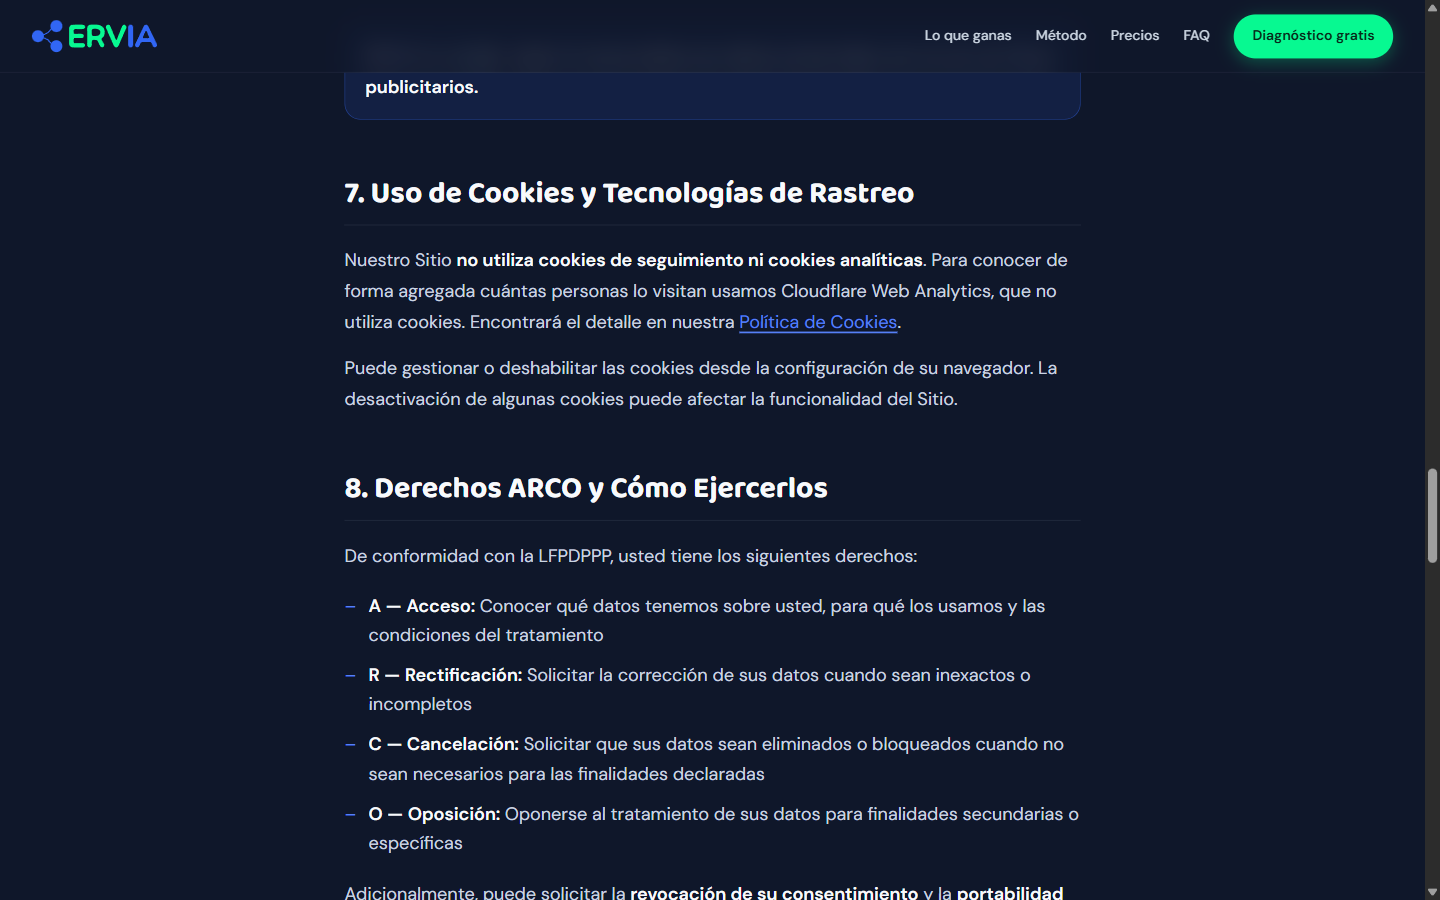 ERVIA
Lo que ganas
Método
Precios
FAQ
Diagnóstico gratis
publicitarios.
7. Uso de Cookies y Tecnologías de Rastreo
Nuestro Sitio no utiliza cookies de seguimiento ni cookies analíticas. Para conocer de
forma agregada cuántas personas lo visitan usamos Cloudflare Web Analytics, que no
utiliza cookies. Encontrará el detalle en nuestra Política de Cookies.
Puede gestionar o deshabilitar las cookies desde la configuración de su navegador. La
desactivación de algunas cookies puede afectar la funcionalidad del Sitio.
8. Derechos ARCO y Cómo Ejercerlos
De conformidad con la LFPDPPP, usted tiene los siguientes derechos:
– A — Acceso: Conocer qué datos tenemos sobre usted, para qué los usamos y las
condiciones del tratamiento
– R — Rectificación: Solicitar la corrección de sus datos cuando sean inexactos o
incompletos
– C — Cancelación: Solicitar que sus datos sean eliminados o bloqueados cuando no
sean necesarios para las finalidades declaradas
– O — Oposición: Oponerse al tratamiento de sus datos para finalidades secundarias o
específicas
Adicionalmente, puede solicitar la revocación de su consentimiento y la portabilidad